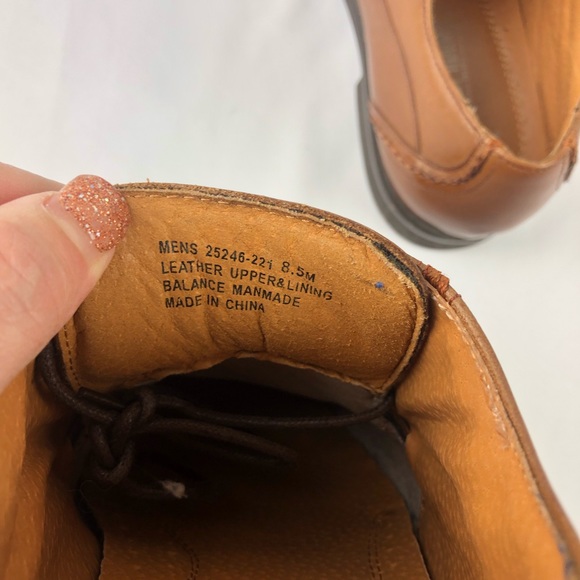 MENS 25246-221 8.5M
LEATHER UPPER&LINING
BALANCE MANMADE
MADE IN CHINA